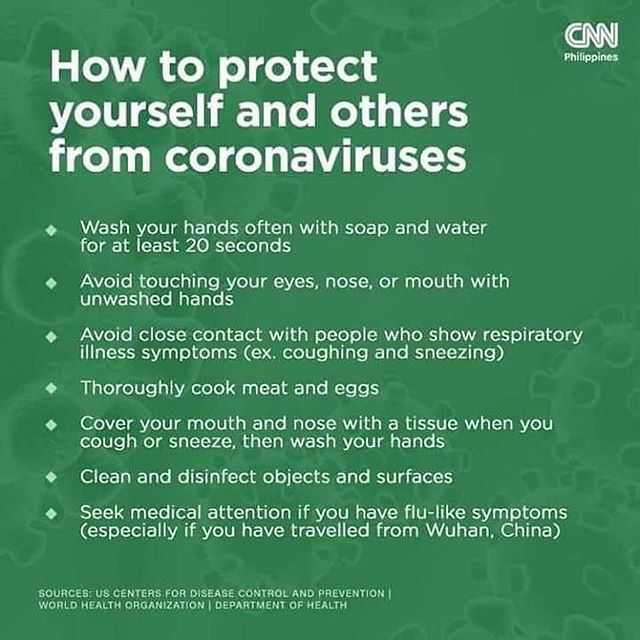 CNN
Philippines
How to protect
yourself and others
from coronaviruses
Wash your hands often with soap and water
for at least 20 seconds
Avoid touching your eyes, nose, or mouth with
unwashed hands
Avoid close contact with people who show respiratory
illness symptoms (ex. coughing and sneezing)
Thoroughly cook meat and eggs
Cover your mouth and nose with a tissue when you
cough or sneeze, then wash your hands
Clean and disinfect objects and surfaces
Seek medical attention if you have flu-like symptoms
(especially if you have travelled from Wuhan, China)
SOURCES: US CENTERS FOR DISEASE CONTROL AND PREVENTION |
WORLD HEALTH ORGANIZATION | DEPARTMENT OF HEALTH